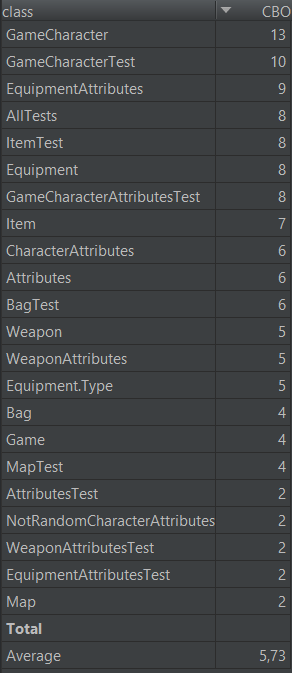 class CBO
GameCharacter 13
GameCharacterTest 10
EquipmentAttributes 9
AllTests 8
ItemTest 8
Equipment 8
GameCharacterAttributesTest 8
Item 7
CharacterAttributes 6
Attributes 6
BagTest 6
Weapon 5
WeaponAttributes 5
Equipment.Type 5
Bag 4
Game 4
MapTest 4
AttributesTest 2
NotRandomCharacterAttributes 2
WeaponAttributesTest 2
EquipmentAttributesTest 2
Map 2
Total
Average 5,73